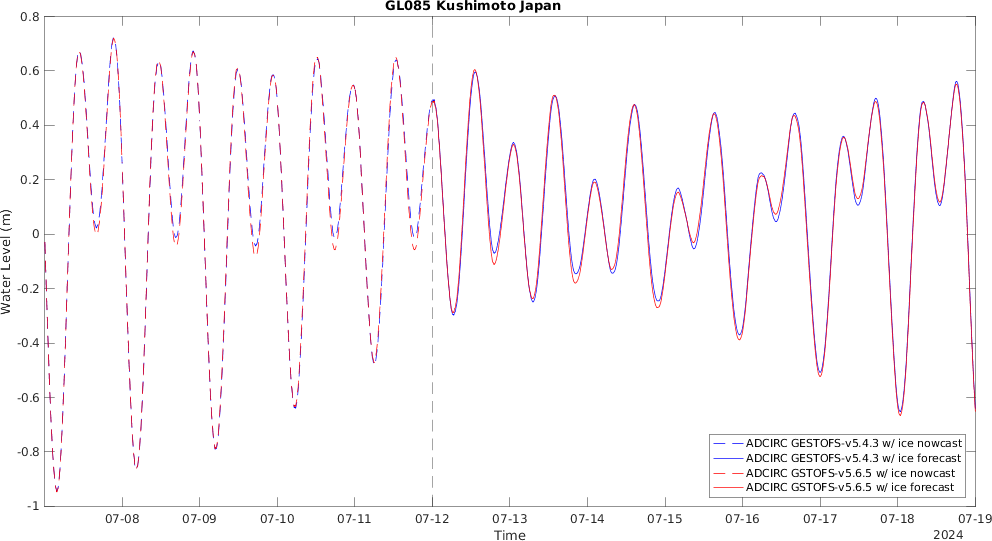 GL085 Kushimoto Japan
0.8
0.6
0.4
0.2
0
-0.2
-0.4
-0.6
-0.8
-1
Water Level (m)
ADCIRC GESTOFS-v5.4.3 w/ ice nowcast
ADCIRC GESTOFS-v5.4.3 w/ ice forecast
ADCIRC GSTOFS-v5.6.5 w/ ice nowcast
ADCIRC GSTOFS-v5.6.5 w/ ice forecast
07-08 07-09 07-10 07-11 07-12 07-13 07-14 07-15 07-16 07-17 07-18 07-19
Time
2024